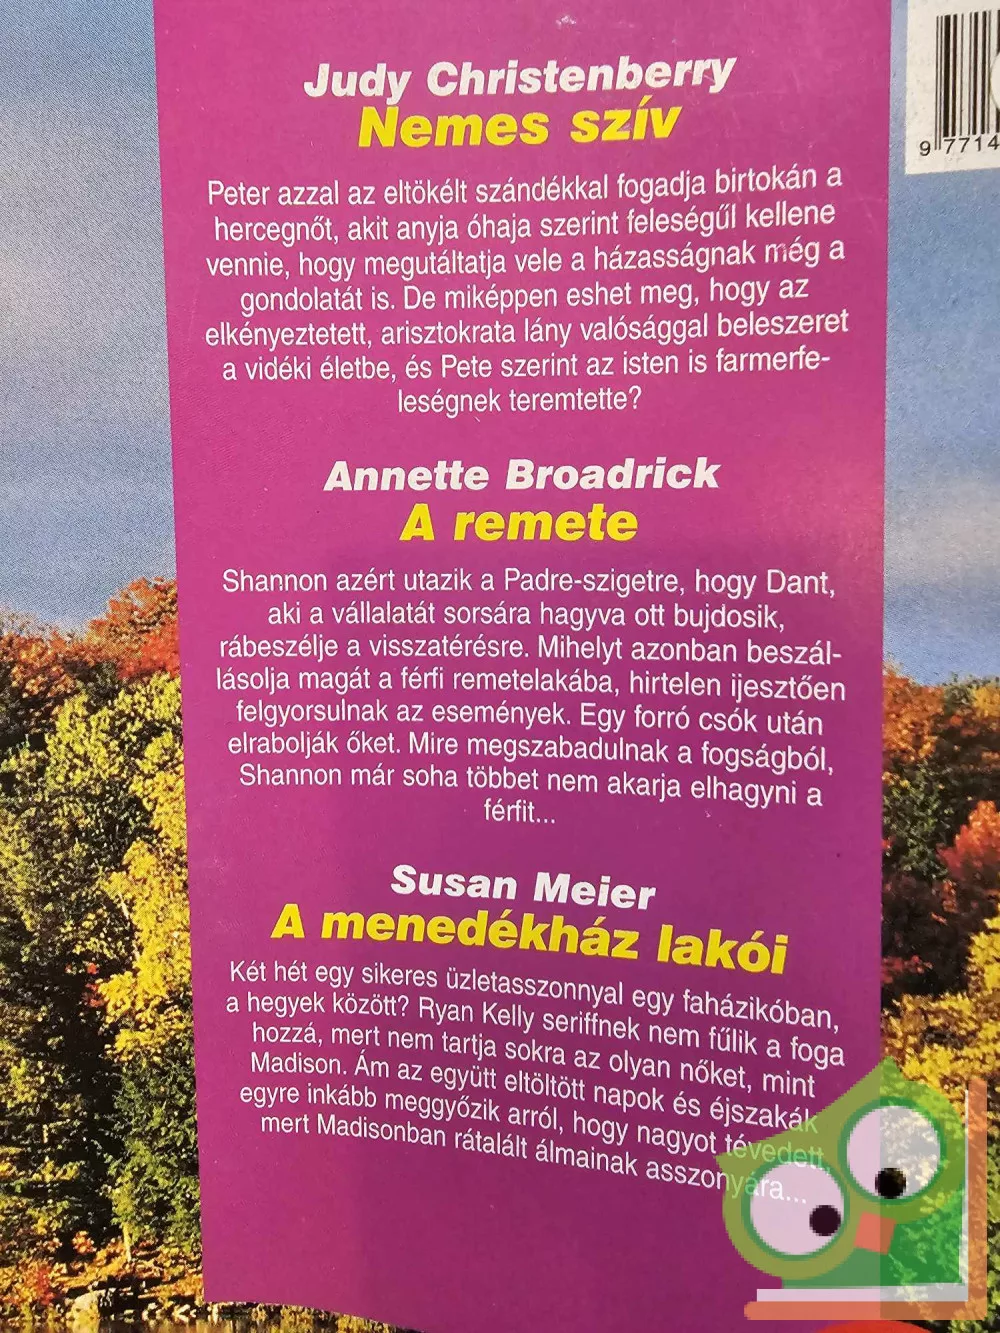 Judy Christenberry
Nemes szív
Peter azzal az eltökélt szándékkal fogadja birtokán a
hercegnőt, akit anyja óhaja szerint feleségűl kellene
vennie, hogy megutáltatja vele a házasságnak még a
gondolatát is. De miképpen eshet meg, hogy az
elkényeztetett, arisztokrata lány valósággal beleszeret
a vidéki életbe, és Pete szerint az isten is farmerfe-
leségnek teremtette?
Annette Broadrick
A remete
Shannon azért utazik a Padre-szigetre, hogy Dant,
aki a vállalatát sorsára hagyva ott bujdosik,
rábeszélje a visszatérésre. Mihelyt azonban beszál-
lásolja magát a férfi remetelakába, hirtelen ijesztően
felgyorsulnak az események. Egy forró csók után
elrabolják őket. Mire megszabadulnak a fogságból,
Shannon már soha többet nem akarja elhagyni a
férfit...
Susan Meier
A menedékház lakói
Két hét egy sikeres üzletasszonnyal egy faházikóban,
a hegyek között? Ryan Kelly seriffnek nem fűlik a foga
hozzá, mert nem tartja sokra az olyan nőket, mint
Madison. Ám az együtt eltöltött napok és éjszakák
egyre inkább meggyőzik arról, hogy nagyot tévedett,
mert Madisonban rátalált álmainak asszonyára...
9 7714